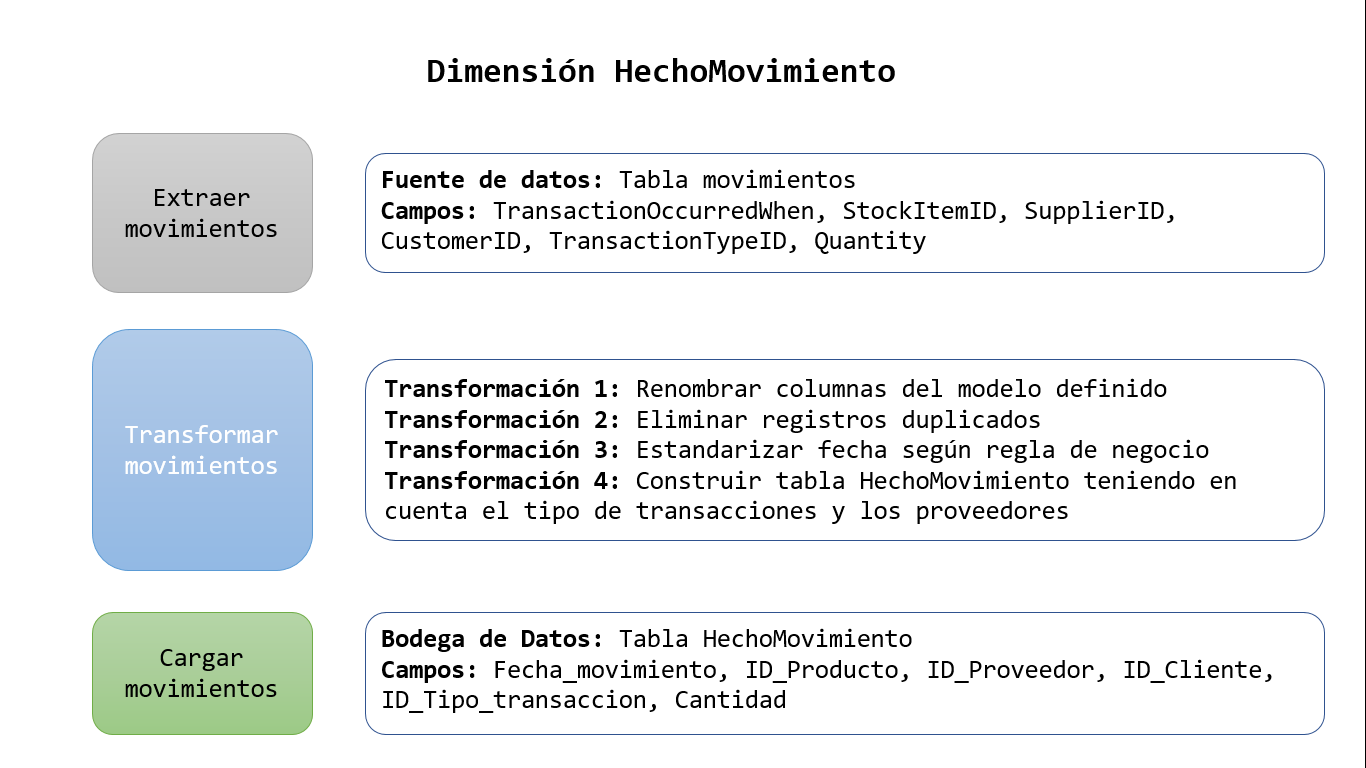 Dimensión HechoMovimiento
Extraer
movimientos
Fuente de datos: Tabla movimientos
Campos: TransactionOccurredWhen, StockItemID, SupplierID,
CustomerID, TransactionTypeID, Quantity
Transformar
movimientos
Transformación 1: Renombrar columnas del modelo definido
Transformación 2: Eliminar registros duplicados
Transformación 3: Estandarizar fecha según regla de negocio
Transformación 4: Construir tabla HechoMovimiento teniendo en
cuenta el tipo de transacciones y los proveedores
Cargar
movimientos
Bodega de Datos: Tabla HechoMovimiento
Campos: Fecha_movimiento, ID_Producto, ID_Proveedor, ID_Cliente,
ID_Tipo_transaccion, Cantidad